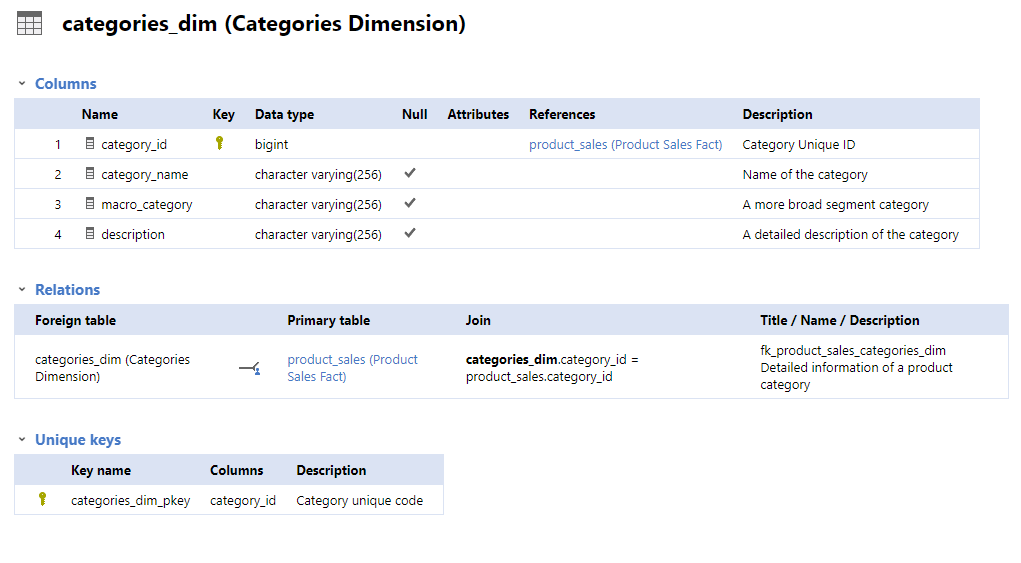 categories_dim (Categories Dimension)
Columns
Name Key Data type Null Attributes References Description
1 category_id bigint product_sales (Product Sales Fact) Category Unique ID
2 category_name character varying(256) Name of the category
3 macro_category character varying(256) A more broad segment category
4 description character varying(256) A detailed description of the category
Relations
Foreign table Primary table Join Title / Name / Description
categories_dim (Categories
Dimension)
product_sales (Product
Sales Fact)
categories_dim.category_id =
product_sales.category_id
fk_product_sales_categories_dim
Detailed information of a product
category
Unique keys
Key name Columns Description
categories_dim_pkey category_id Category unique code